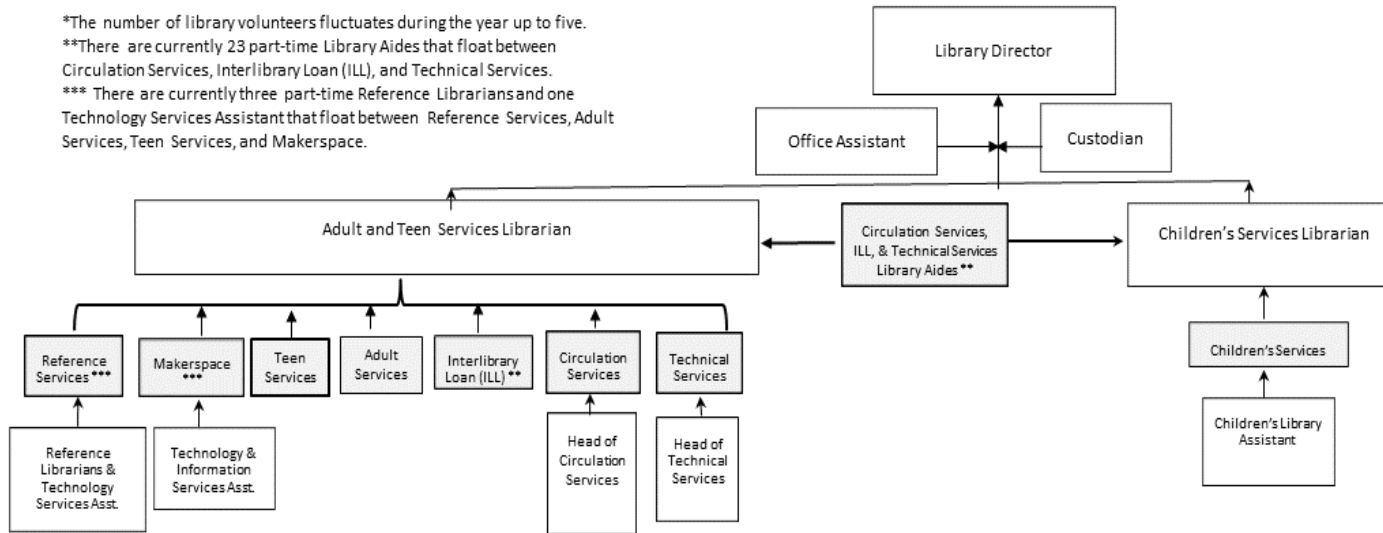 *The number of library volunteers fluctuates during the year up to five.
**There are currently 23 part-time Library Aides that float between
Circulation Services, Interlibrary Loan (ILL), and Technical Services.
*** There are currently three part-time Reference Librarians and one
Technology Services Assistant that float between Reference Services, Adult
Services, Teen Services, and Makerspace.
Library Director
Office Assistant
Custodian
Adult and Teen Services Librarian
Circulation Services,
ILL, & Technical Services
Library Aides **
Children's Services Librarian
Reference
Services ***
Makerspace
***
Teen
Services
Adult
Services
Interlibrary
Loan (ILL) **
Circulation
Services
Technical
Services
Children's Services
Reference
Librarians &
Technology
Services Asst.
Technology &
Information
Services Asst.
Head of
Circulation
Services
Head of
Technical
Services
Children's Library
Assistant